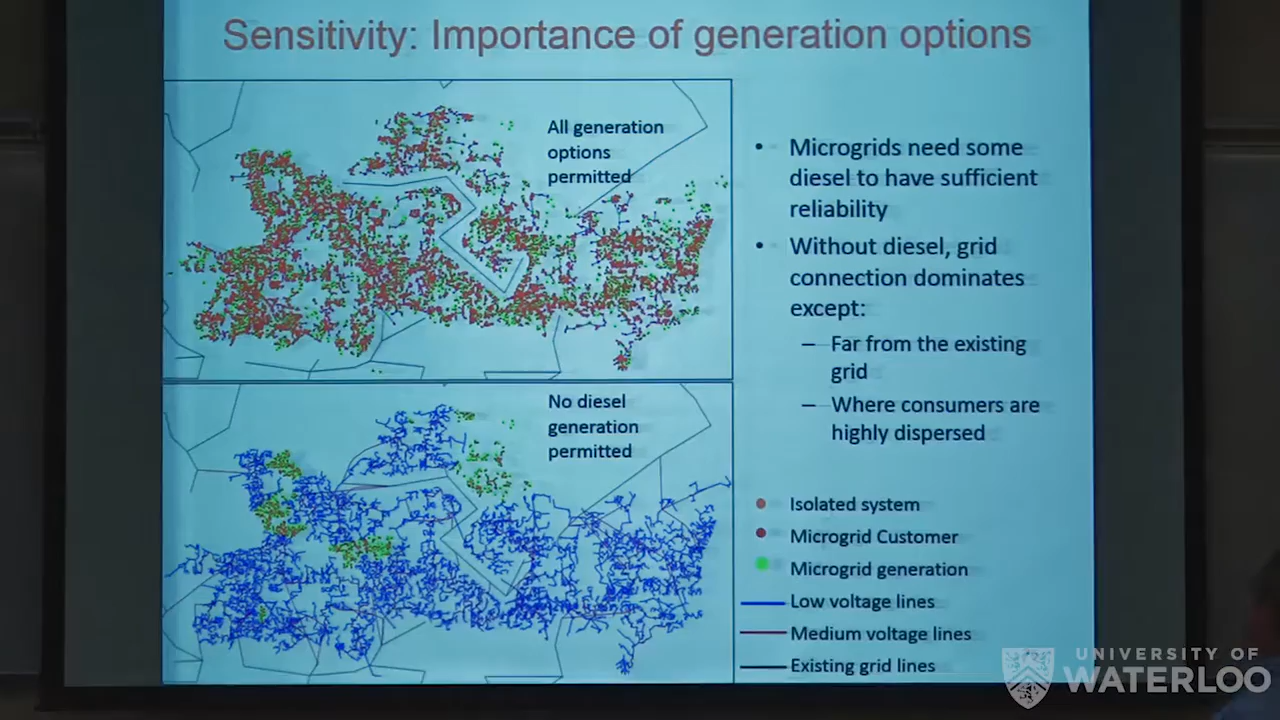 Sensitivity: Importance of generation options
All generation
options
permitted
No diesel
generation
permitted
• Microgrids need some
diesel to have sufficient
reliability
• Without diesel, grid
connection dominates
except:
– Far from the existing
grid
– Where consumers are
highly dispersed
Isolated system
Microgrid Customer
Microgrid generation
Low voltage lines
Medium voltage lines
Existing grid lines
UNIVERSITY OF
WATERLOO